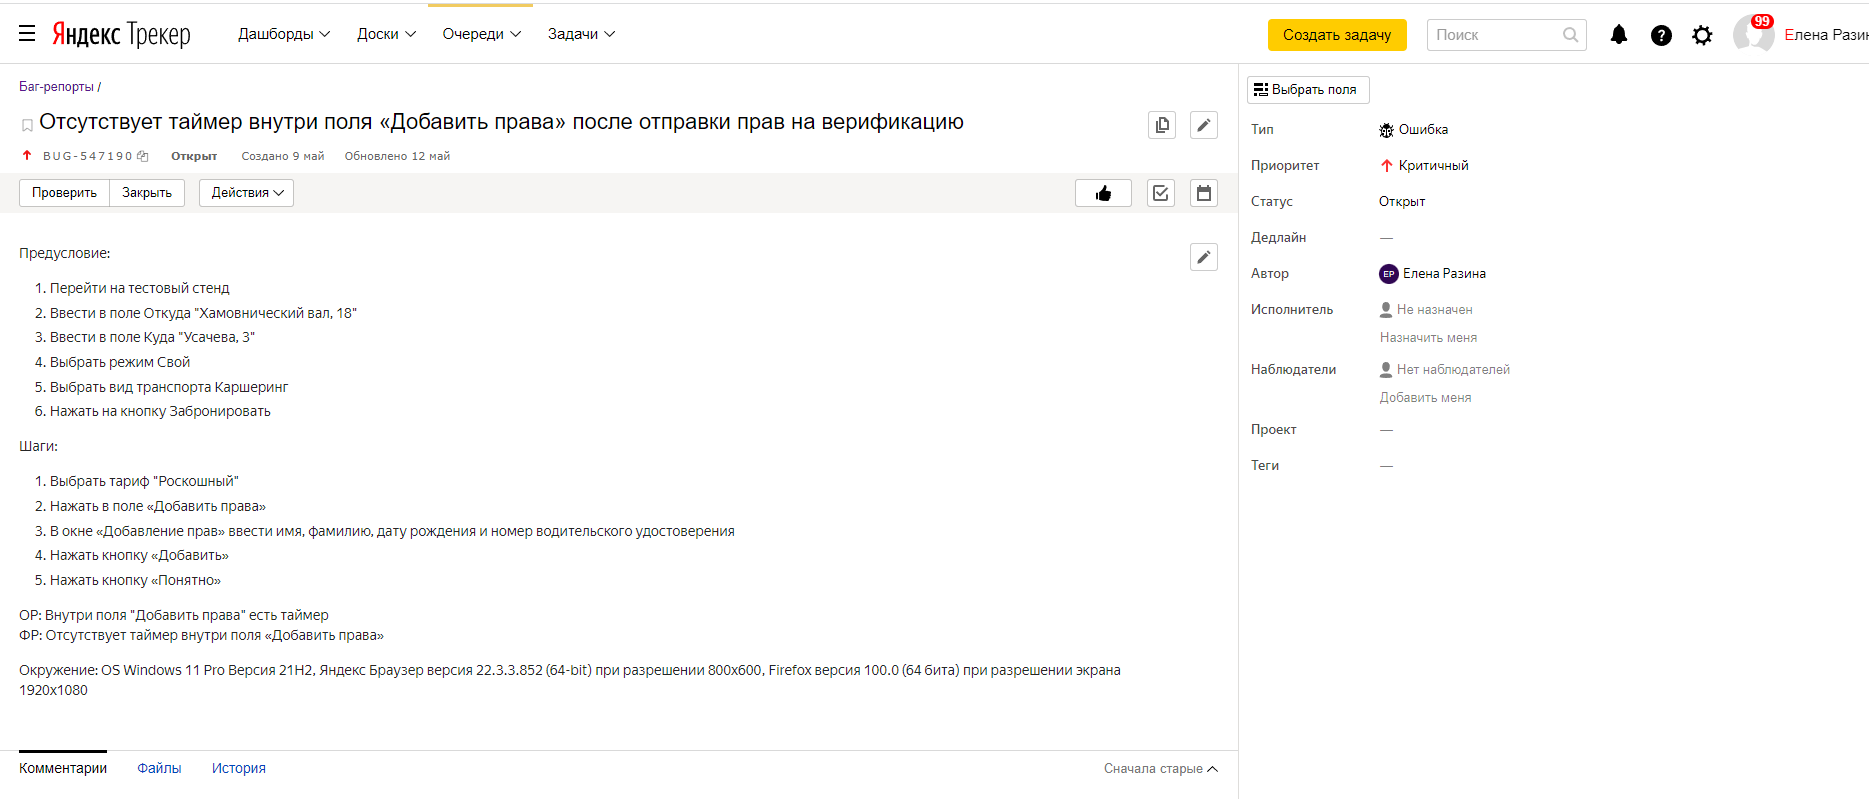 Яндекс Трекер
Дашборды
Доски
Очереди
Задачи
Создать задачу
Поиск
99
Елена Разин
Баг-репорты /
Отсутствует таймер внутри поля «Добавить права» после отправки прав на верификацию
BUG-547190
Открыт
Создано 9 май
Обновлено 12 май
Проверить
Закрыть
Действия
Предусловие:
1. Перейти на тестовый стенд
2. Ввести в поле Откуда "Хамовнический вал, 18"
3. Ввести в поле Куда "Усачева, 3"
4. Выбрать режим Свой
5. Выбрать вид транспорта Каршеринг
6. Нажать на кнопку Забронировать
Шаги:
1. Выбрать тариф "Роскошный"
2. Нажать в поле «Добавить права»
3. В окне «Добавление прав» ввести имя, фамилию, дату рождения и номер водительского удостоверения
4. Нажать кнопку «Добавить»
5. Нажать кнопку «Понятно»
ОР: Внутри поля "Добавить права" есть таймер
ФР: Отсутствует таймер внутри поля «Добавить права»
Окружение: OS Windows 11 Pro Версия 21H2, Яндекс Браузер версия 22.3.3.852 (64-bit) при разрешении 800x600, Firefox версия 100.0 (64 бита) при разрешении экрана
1920x1080
Комментарии
Файлы
История
Сначала старые
Выбрать поля
Тип
Ошибка
Приоритет
Критичный
Статус
Открыт
Дедлайн
—
Автор
ЕР Елена Разина
Исполнитель
Не назначен
Назначить меня
Наблюдатели
Нет наблюдателей
Добавить меня
Проект
—
Теги
—